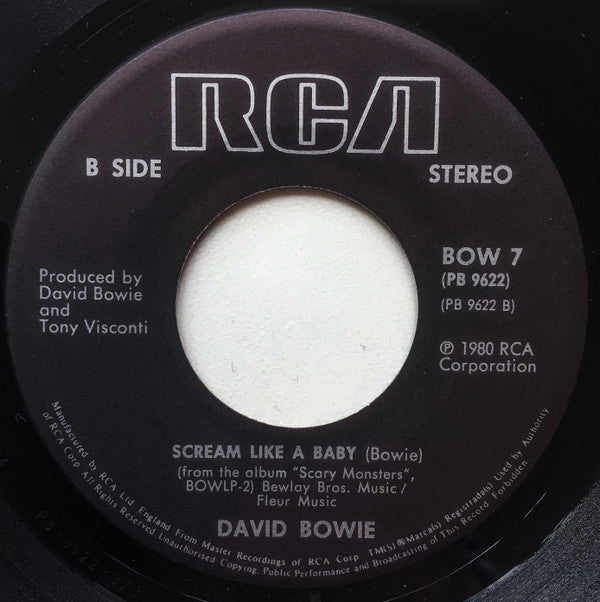 RCA
B SIDE
STEREO
BOW 7
(PB 9622)
(PB 9622 B)
Produced by
David Bowie
and
Tony Visconti
℗ 1980 RCA
Corporation
SCREAM LIKE A BABY (Bowie)
(from the album "Scary Monsters",
BOWLP-2) Bewlay Bros. Music/
Fleur Music
DAVID BOWIE
Manufactured by RCA Ltd. England From Master Recordings of RCA Corp TM(S)®Marca(s) Registrada(s) Used by Authority
of RCA Corp All Rights Reserved Unauthorised Copying. Public Performance and Broadcasting of This Record Forbidden.